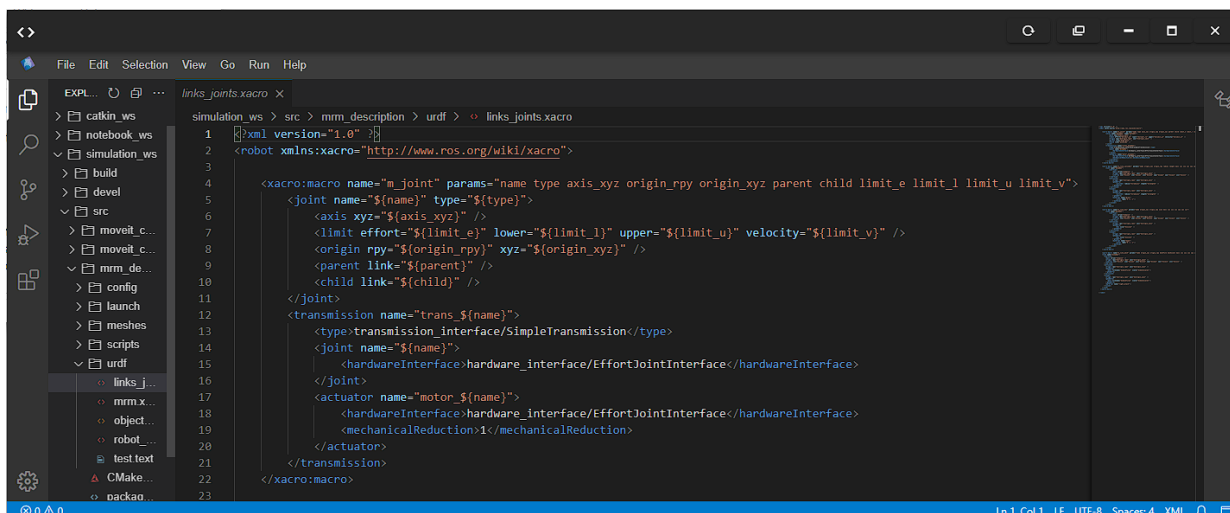 File Edit Selection View Go Run Help
EXPL...
catkin_ws
notebook_ws
simulation_ws
build
devel
src
moveit_c...
moveit_c...
mrm_de...
config
launch
meshes
scripts
urdf
links_j...
mrm.x...
object...
robot_...
test.text
CMake...
packag...
links_joints.xacro
simulation_ws > src > mrm_description > urdf > links_joints.xacro
1 <?xml version="1.0" ?>
2 <robot xmlns:xacro="http://www.ros.org/wiki/xacro">
3
4 <xacro:macro name="m_joint" params="name type axis_xyz origin_rpy origin_xyz parent child limit_e limit_l limit_u limit_v">
5 <joint name="${name}" type="${type}">
6 <axis xyz="${axis_xyz}" />
7 <limit effort="${limit_e}" lower="${limit_l}" upper="${limit_u}" velocity="${limit_v}" />
8 <origin rpy="${origin_rpy}" xyz="${origin_xyz}" />
9 <parent link="${parent}" />
10 <child link="${child}" />
11 </joint>
12 <transmission name="trans_${name}">
13 <type>transmission_interface/SimpleTransmission</type>
14 <joint name="${name}">
15 <hardwareInterface>hardware_interface/EffortJointInterface</hardwareInterface>
16 </joint>
17 <actuator name="motor_${name}">
18 <hardwareInterface>hardware_interface/EffortJointInterface</hardwareInterface>
19 <mechanicalReduction>1</mechanicalReduction>
20 </actuator>
21 </transmission>
22 </xacro:macro>
23
0 0 Ln 1, Col 1 LF UTF-8 Spaces: 4 XML